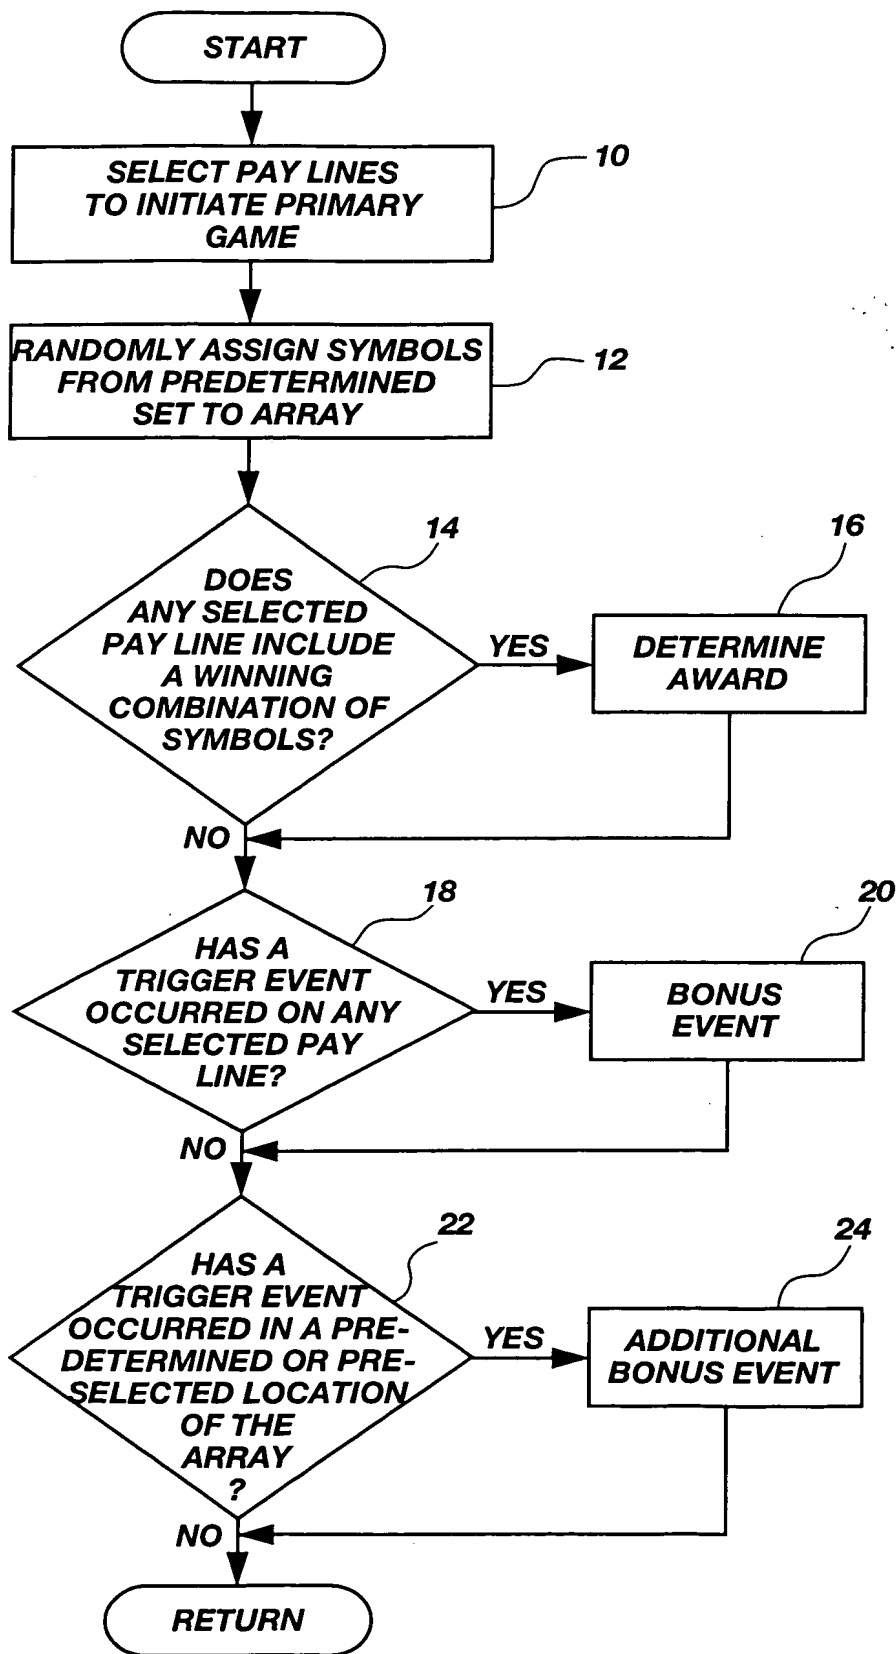 START
SELECT PAY LINES
TO INITIATE PRIMARY
GAME
10
RANDOMLY ASSIGN SYMBOLS
FROM PREDETERMINED
SET TO ARRAY
12
DOES
ANY SELECTED
PAY LINE INCLUDE
A WINNING
COMBINATION OF
SYMBOLS?
14
YES
DETERMINE
AWARD
16
NO
HAS A
TRIGGER EVENT
OCCURRED ON ANY
SELECTED PAY
LINE?
18
YES
BONUS
EVENT
20
NO
HAS A
TRIGGER EVENT
OCCURRED IN A PRE-
DETERMINED OR PRE-
SELECTED LOCATION
OF THE
ARRAY
?
22
YES
ADDITIONAL
BONUS EVENT
24
NO
RETURN